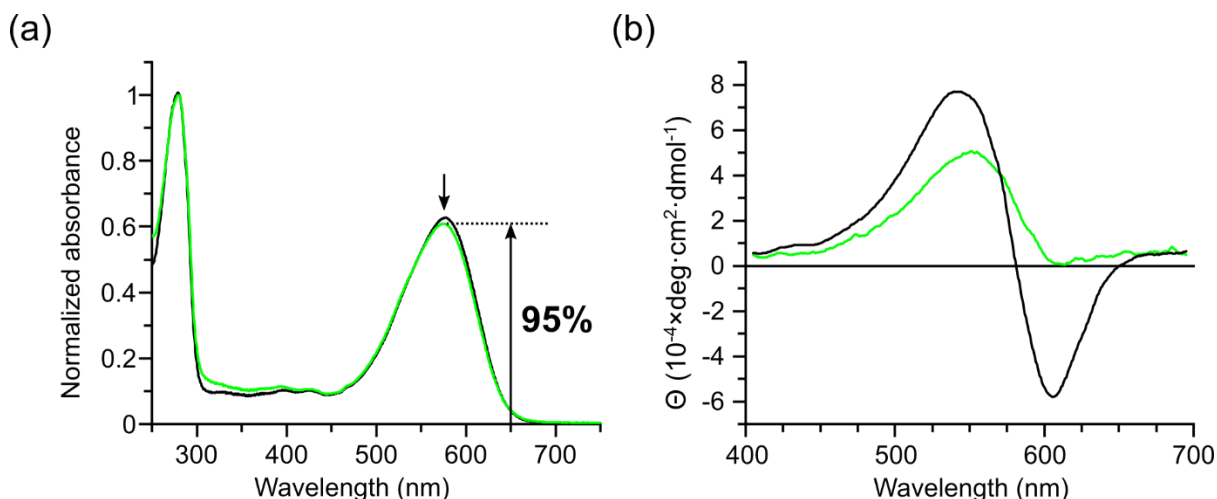 (a)
(b)
Normalized absorbance
1
0.8
0.6
0.4
0.2
0
95%
300 400 500 600 700
Wavelength (nm)
Θ (10⁻⁴×deg·cm²·dmol⁻¹)
8
6
4
2
0
-2
-4
-6
400 500 600 700
Wavelength (nm)